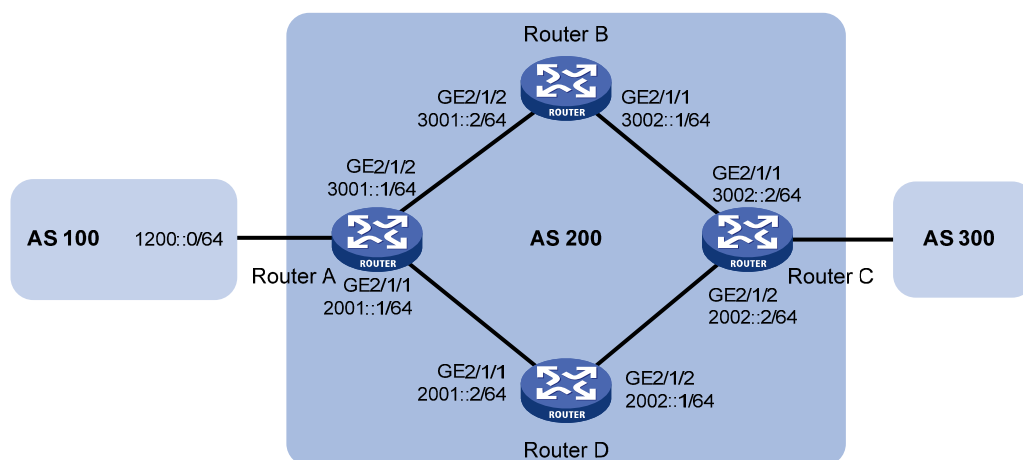 Router B
GE2/1/2
3001::2/64
GE2/1/1
3002::1/64
ROUTER
GE2/1/2
3001::1/64
GE2/1/1
3002::2/64
AS 100
1200::0/64
ROUTER
AS 200
ROUTER
AS 300
Router A
Router C
GE2/1/1
2001::1/64
GE2/1/2
2002::2/64
GE2/1/1
2001::2/64
GE2/1/2
2002::1/64
ROUTER
Router D